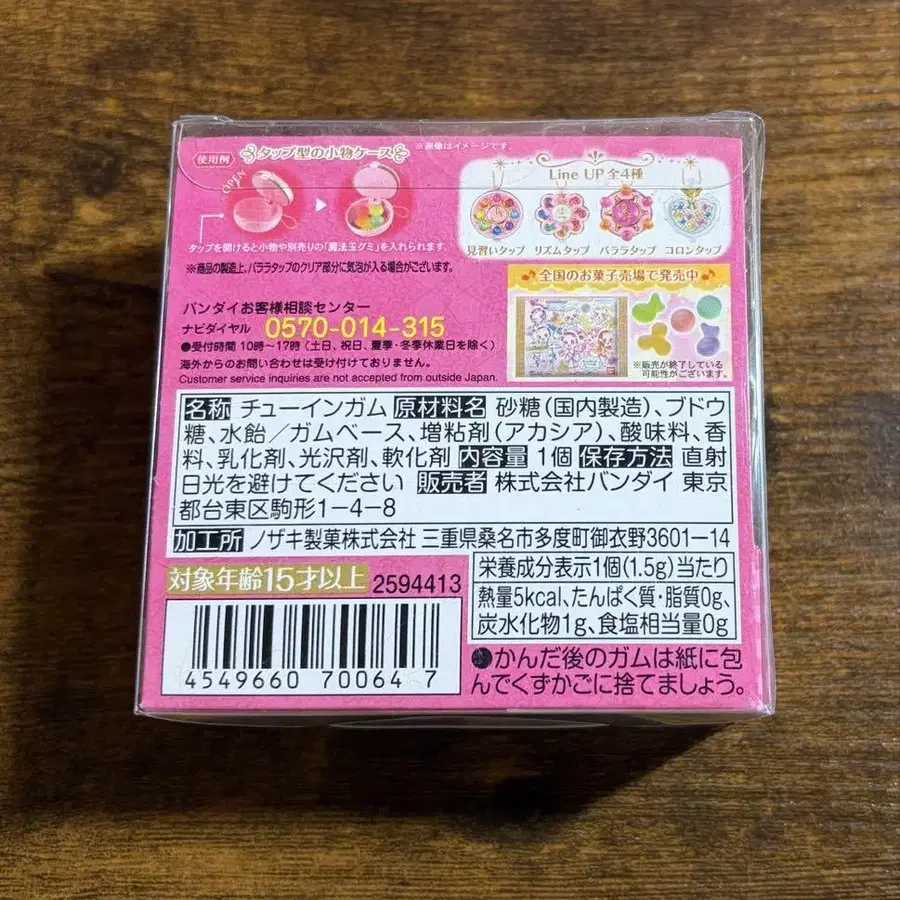 使用例 タップ型の小物ケース ※画像はイメージです。
OPEN
タップを開けると小物や別売りの「魔法玉グミ」を入れられます。
※商品の製造上、パララタップのクリア部分に気泡が入る場合がございます。
Line UP 全4種
見習いタップ リズムタップ パララタップ コロンタップ
全国のお菓子売場で発売中
※販売が終了している
可能性がございます。
バンダイお客様相談センター
ナビダイヤル 0570-014-315
●受付時間 10時〜17時(土日、祝日、夏季・冬季休業日を除く)
海外からのお問い合わせは受け付けておりません。
Customer service inquiries are not accepted from outside Japan.
名称 チューインガム 原材料名 砂糖(国内製造)、ブドウ
糖、水飴/ガムベース、増粘剤(アカシア)、酸味料、香
料、乳化剤、光沢剤、軟化剤 内容量 1個 保存方法 直射
日光を避けてください 販売者 株式会社バンダイ 東京
都台東区駒形1-4-8
加工所 ノザキ製菓株式会社 三重県桑名市多度町御衣野3601-14
対象年齢15才以上 2594413
4549660 70064 7
栄養成分表示1個(1.5g)当たり
熱量5kcal、たんぱく質・脂質0g、
炭水化物1g、食塩相当量0g
●かんだ後のガムは紙に包
んでくずかごに捨てましょう。